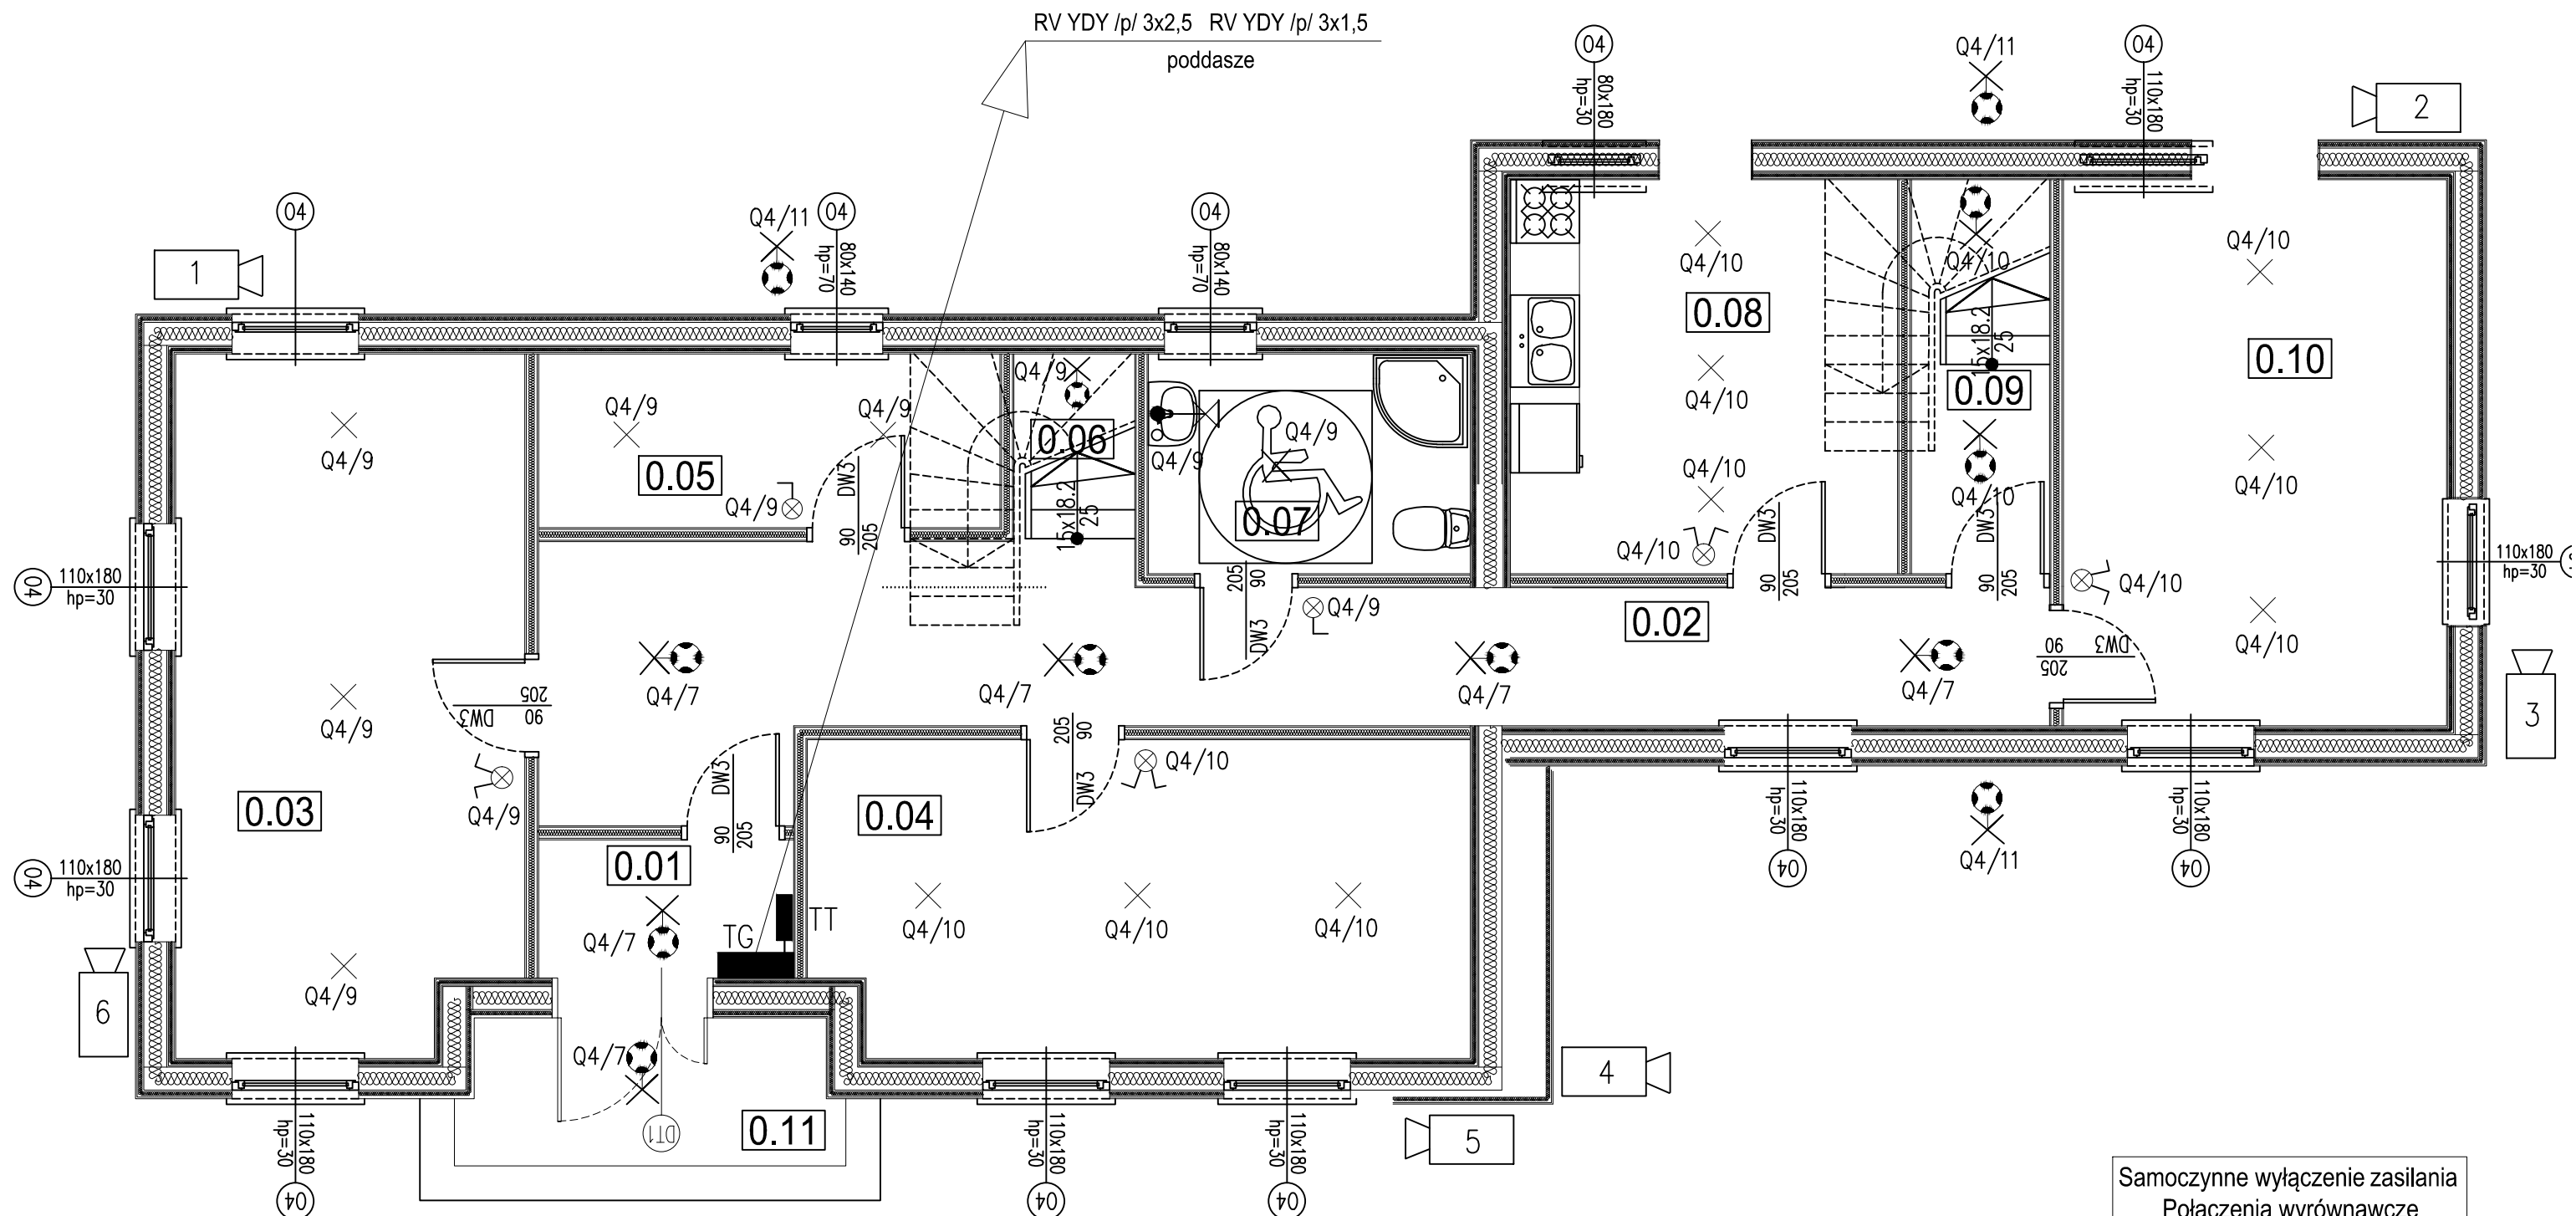 RV YDY /p/ 3x2,5 RV YDY /p/ 3x1,5
poddasze
04
80x180
hp=30
Q4/11
04
110x180
hp=30
2
04
Q4/11
04
80x140
hp=70
04
80x140
hp=70
1
Q4/10
Q4/10
Q4/10
0.08
15x18.2
25
0.10
Q4/9
0.09
Q4/10
Q4/9
Q4/9
0.06
Q4/9
Q4/9
Q4/9
0.05
DW3
Q4/10
Q4/10
Q4/10
Q4/9
90
205
15x18.2
25
0.07
Q4/10
DW3
90
205
DW3
90
205
110x180
hp=30
04
110x180
hp=30
205
90
DW3
Q4/9
0.02
Q4/10
Q4/10
Q4/7
Q4/7
Q4/7
Q4/7
90
205
DW3
Q4/9
DW3
90
205
DW3
90
205
205
90
DW3
Q4/10
3
0.03
Q4/9
0.04
110x180
hp=30
04
110x180
hp=30
04
Q4/11
04
110x180
hp=30
0.01
TT
TG
Q4/7
Q4/10
Q4/10
Q4/10
Q4/9
6
Q4/7
4
DT1
0.11
5
110x180
hp=30
04
110x180
hp=30
04
110x180
hp=30
04
Samoczynne wyłączenie zasilania
Połączenia wyrównawcze